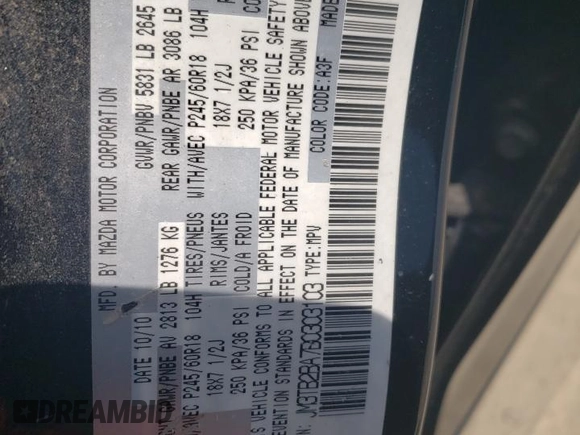 MFD. BY MAZDA MOTOR CORPORATION
DATE 10/10 GVWR/PNBV 5831 LB 2645
GAWR/PNBE AV 2813 LB 1276 KG REAR GAWR/PNBE AR 3086 LB
AVEC P245/60R18 104H TIRES/PNEUS WITH/AVEC P245/60R18 104H
18X7 1/2J RIMS/JANTES 18X7 1/2J
250 KPA/36 PSI COLD/A FROID 250 KPA/36 PSI CO
S VEHICLE CONFORMS TO ALL APPLICABLE FEDERAL MOTOR VEHICLE SAFETY
EVENTION STANDARDS IN EFFECT ON THE DATE OF MANUFACTURE SHOWN ABOVE
COLOR CODE: A3F MADE
JM3TB2BA7B0303103 TYPE: MPV
DREAMBID